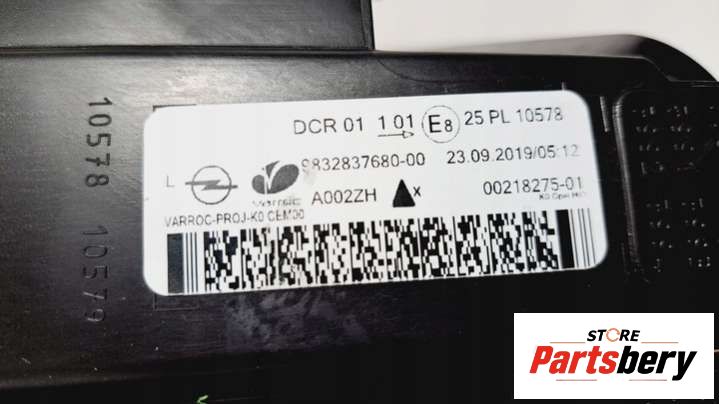 DCR 01 1 01 E8 25 PL 10578
9832837680-00 23.09.2019/05:12
L A002ZH X 00218275-01
VARROC-PROJ-K0 CEM00
10578 10579
STORE
Partsbery